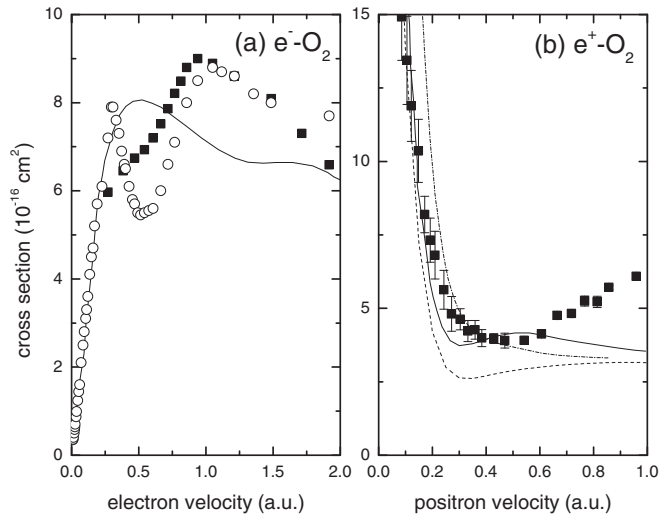 (a) e⁻-O₂
(b) e⁺-O₂
cross section (10⁻¹⁶ cm²)
10
8
6
4
2
0
0.0 0.5 1.0 1.5 2.0
electron velocity (a.u.)
15
10
5
0
0.0 0.2 0.4 0.6 0.8 1.0
positron velocity (a.u.)